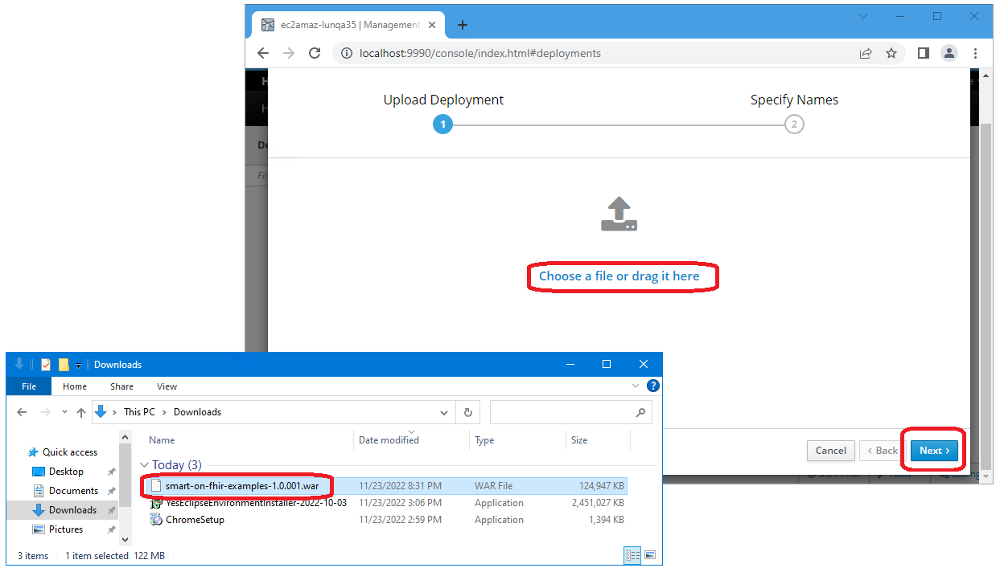 ec2amaz-lunqa35 | Management
localhost:9990/console/index.html#deployments
Upload Deployment
Specify Names
1
2
Choose a file or drag it here
Cancel
< Back
Next >
Downloads
File Home Share View
This PC > Downloads
Name Date modified Type Size
Quick access
Desktop
Documents
Downloads
Pictures
Today (3)
smart-on-fhir-examples-1.0.001.war 11/23/2022 8:31 PM WAR File 124,947 KB
YesEclipseEnvironmentInstaller-2022-10-03 11/23/2022 3:06 PM Application 2,451,027 KB
ChromeSetup 11/23/2022 2:59 PM Application 1,394 KB
3 items 1 item selected 122 MB